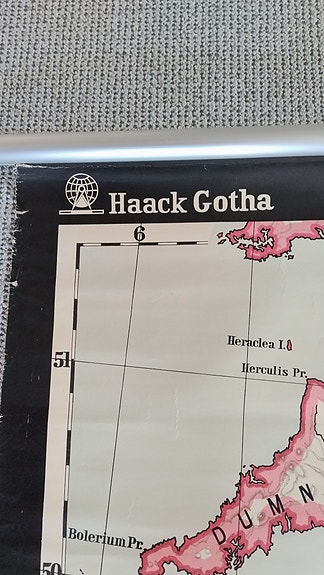 Haack Gotha
6
Heraclea I.
51
Herculis Pr.
DUMN
Bolerium Pr.
50